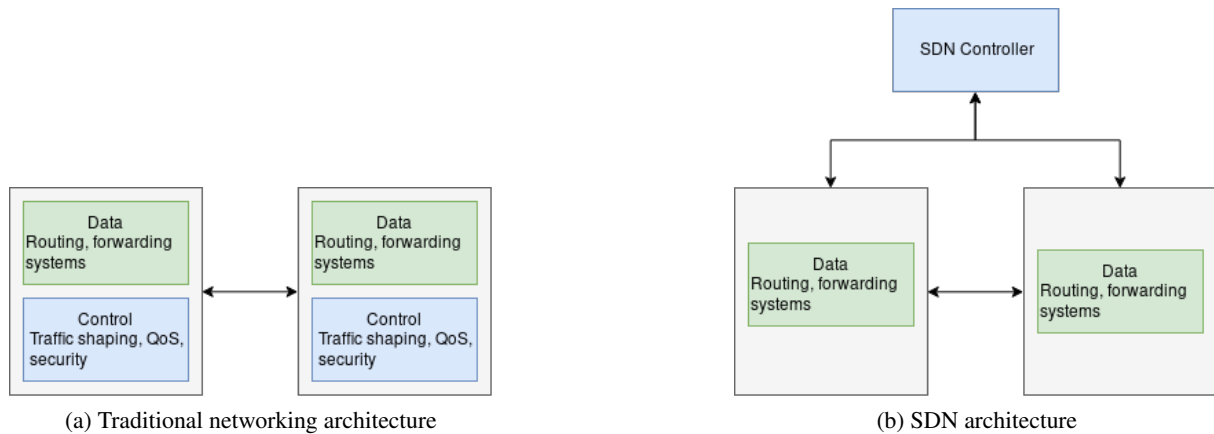 Data
Routing, forwarding
systems
Control
Traffic shaping, QoS,
security
Data
Routing, forwarding
systems
Control
Traffic shaping, QoS,
security
(a) Traditional networking architecture
SDN Controller
Data
Routing, forwarding
systems
Data
Routing, forwarding
systems
(b) SDN architecture